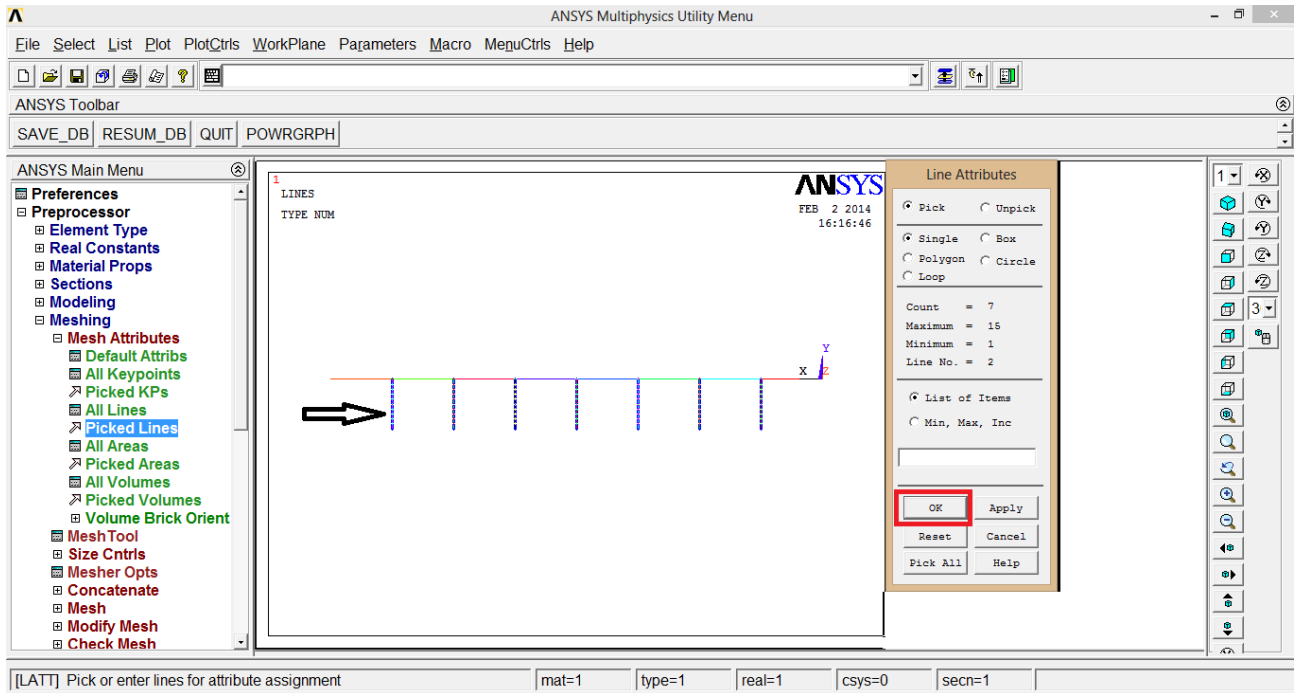 ANSYS Multiphysics Utility Menu
File Select List Plot PlotCtrls WorkPlane Parameters Macro MenuCtrls Help
ANSYS Toolbar
SAVE_DB RESUM_DB QUIT POWRGRPH
ANSYS Main Menu
Preferences
Preprocessor
Element Type
Real Constants
Material Props
Sections
Modeling
Meshing
Mesh Attributes
Default Attribs
All Keypoints
Picked KPs
All Lines
Picked Lines
All Areas
Picked Areas
All Volumes
Picked Volumes
Volume Brick Orient
MeshTool
Size Cntrls
Mesher Opts
Concatenate
Mesh
Modify Mesh
Check Mesh
1
LINES
TYPE NUM
ANSYS
FEB 2 2014
16:16:46
Y
X Z
Line Attributes
Pick Unpick
Single Box
Polygon Circle
Loop
Count = 7
Maximum = 15
Minimum = 1
Line No. = 2
List of Items
Min, Max, Inc
OK Apply
Reset Cancel
Pick All Help
1
3
[LATT] Pick or enter lines for attribute assignment
mat=1 type=1 real=1 csys=0 secn=1